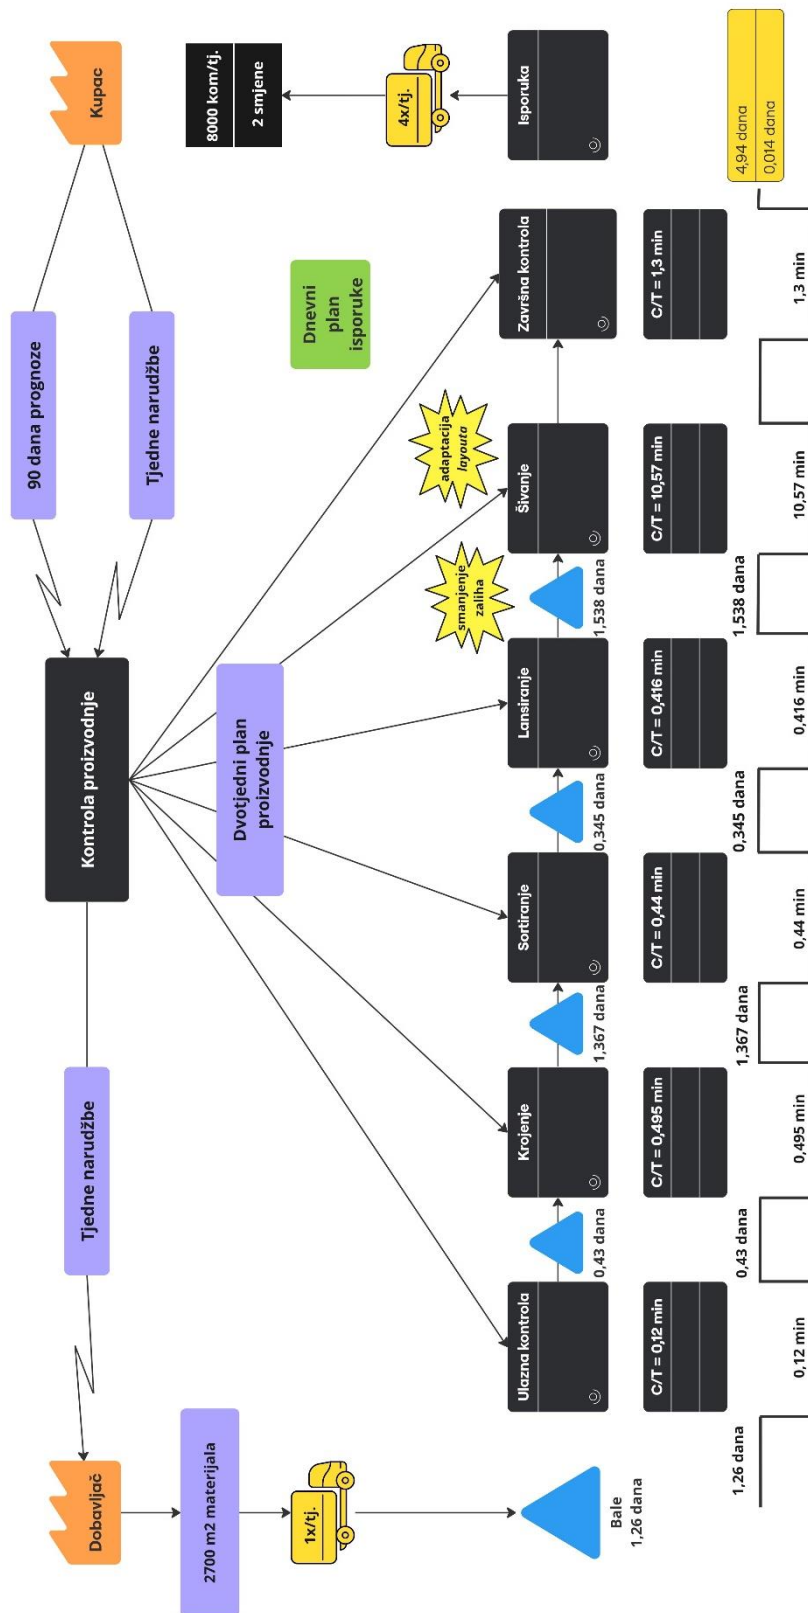 Dobavljač
Tjedne narudžbe
Kontrola proizvodnje
90 dana prognoze
Tjedne narudžbe
Kupac
2700 m2 materijala
1x/tj.
Bale
1,26 dana
Dvotjedni plan
proizvodnje
Dnevni
plan
isporuke
8000 kom/tj.
2 smjene
4x/tj.
Isporuka
smanjenje
zaliha
adaptacija
layouta
Ulazna kontrola
Krojenje
Sortiranje
Lansiranje
Šivanje
Završna kontrola
0,43 dana
1,367 dana
0,345 dana
1,538 dana
C/T = 0,12 min
C/T = 0,495 min
C/T = 0,44 min
C/T = 0,416 min
C/T = 10,57 min
C/T = 1,3 min
1,26 dana
0,43 dana
1,367 dana
0,345 dana
1,538 dana
4,94 dana
0,014 dana
0,12 min
0,495 min
0,44 min
0,416 min
10,57 min
1,3 min